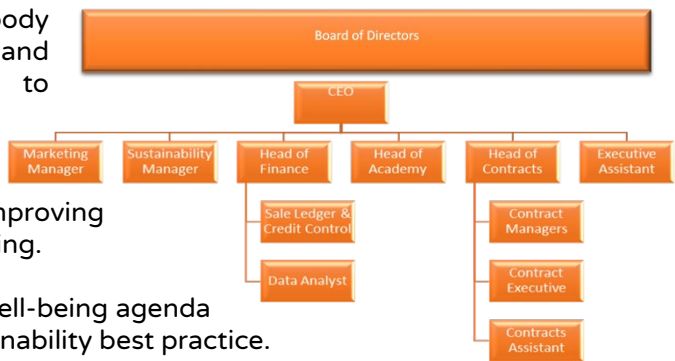 body
and
to
Board of Directors
CEO
Marketing
Manager
Sustainability
Manager
Head of
Finance
Head of
Academy
Head of
Contracts
Executive
Assistant
mproving
ing.
Sale Ledger &
Credit Control
Contract
Managers
Data Analyst
Contract
Executive
ell-being agenda
nability best practice.
Contracts
Assistant